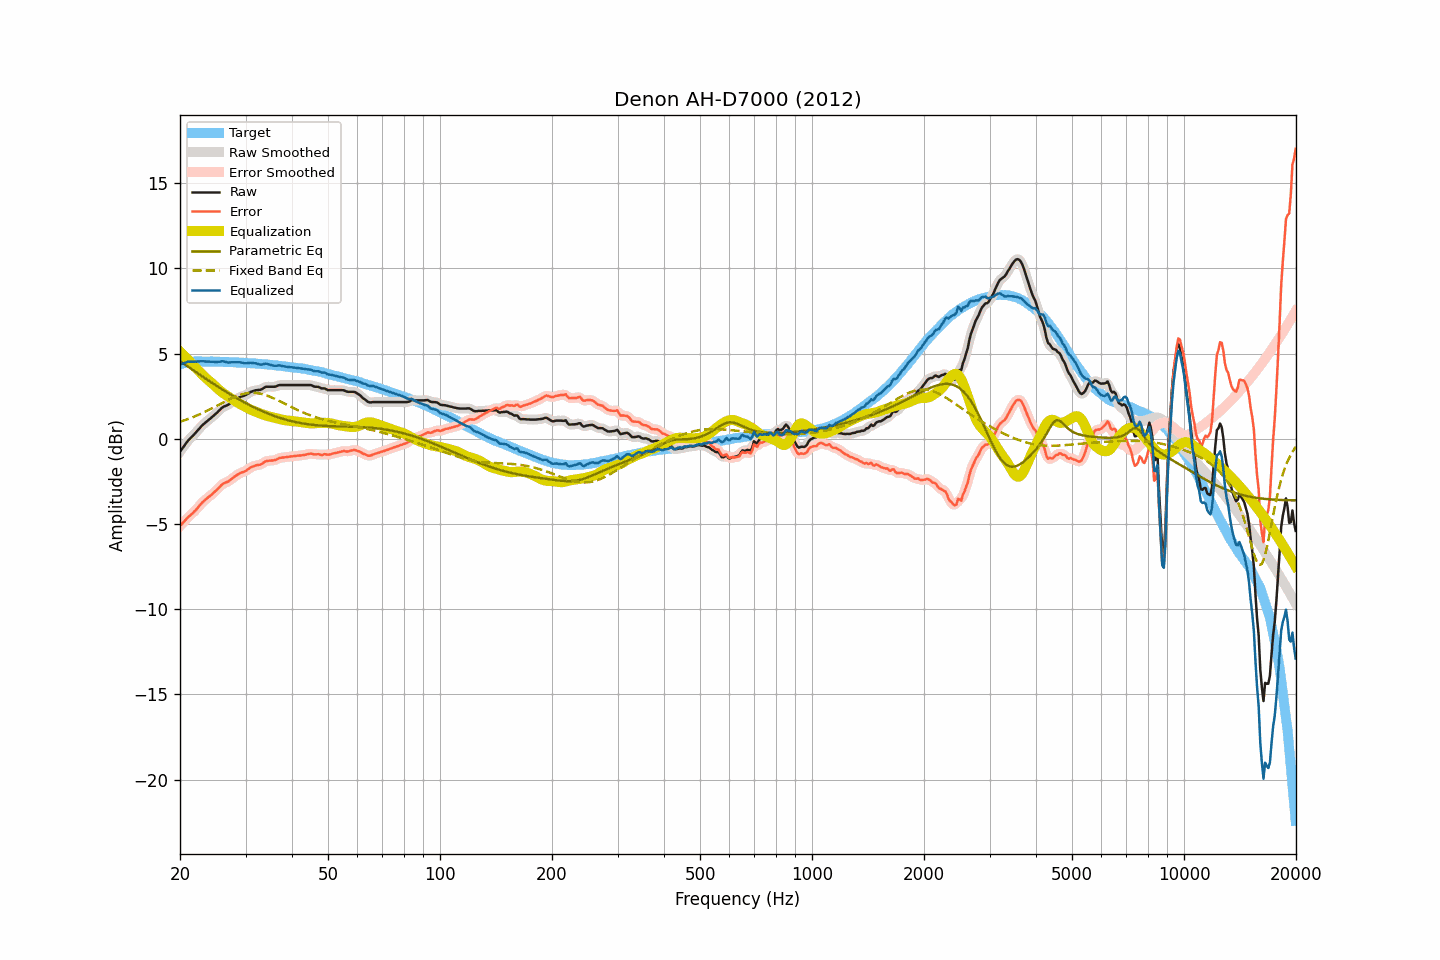 Denon AH-D7000 (2012)
Target
Raw Smoothed
Error Smoothed
Raw
Error
Equalization
Parametric Eq
Fixed Band Eq
Equalized
15
10
5
0
−5
−10
−15
−20
Amplitude (dBr)
20 50 100 200 500 1000 2000 5000 10000 20000
Frequency (Hz)